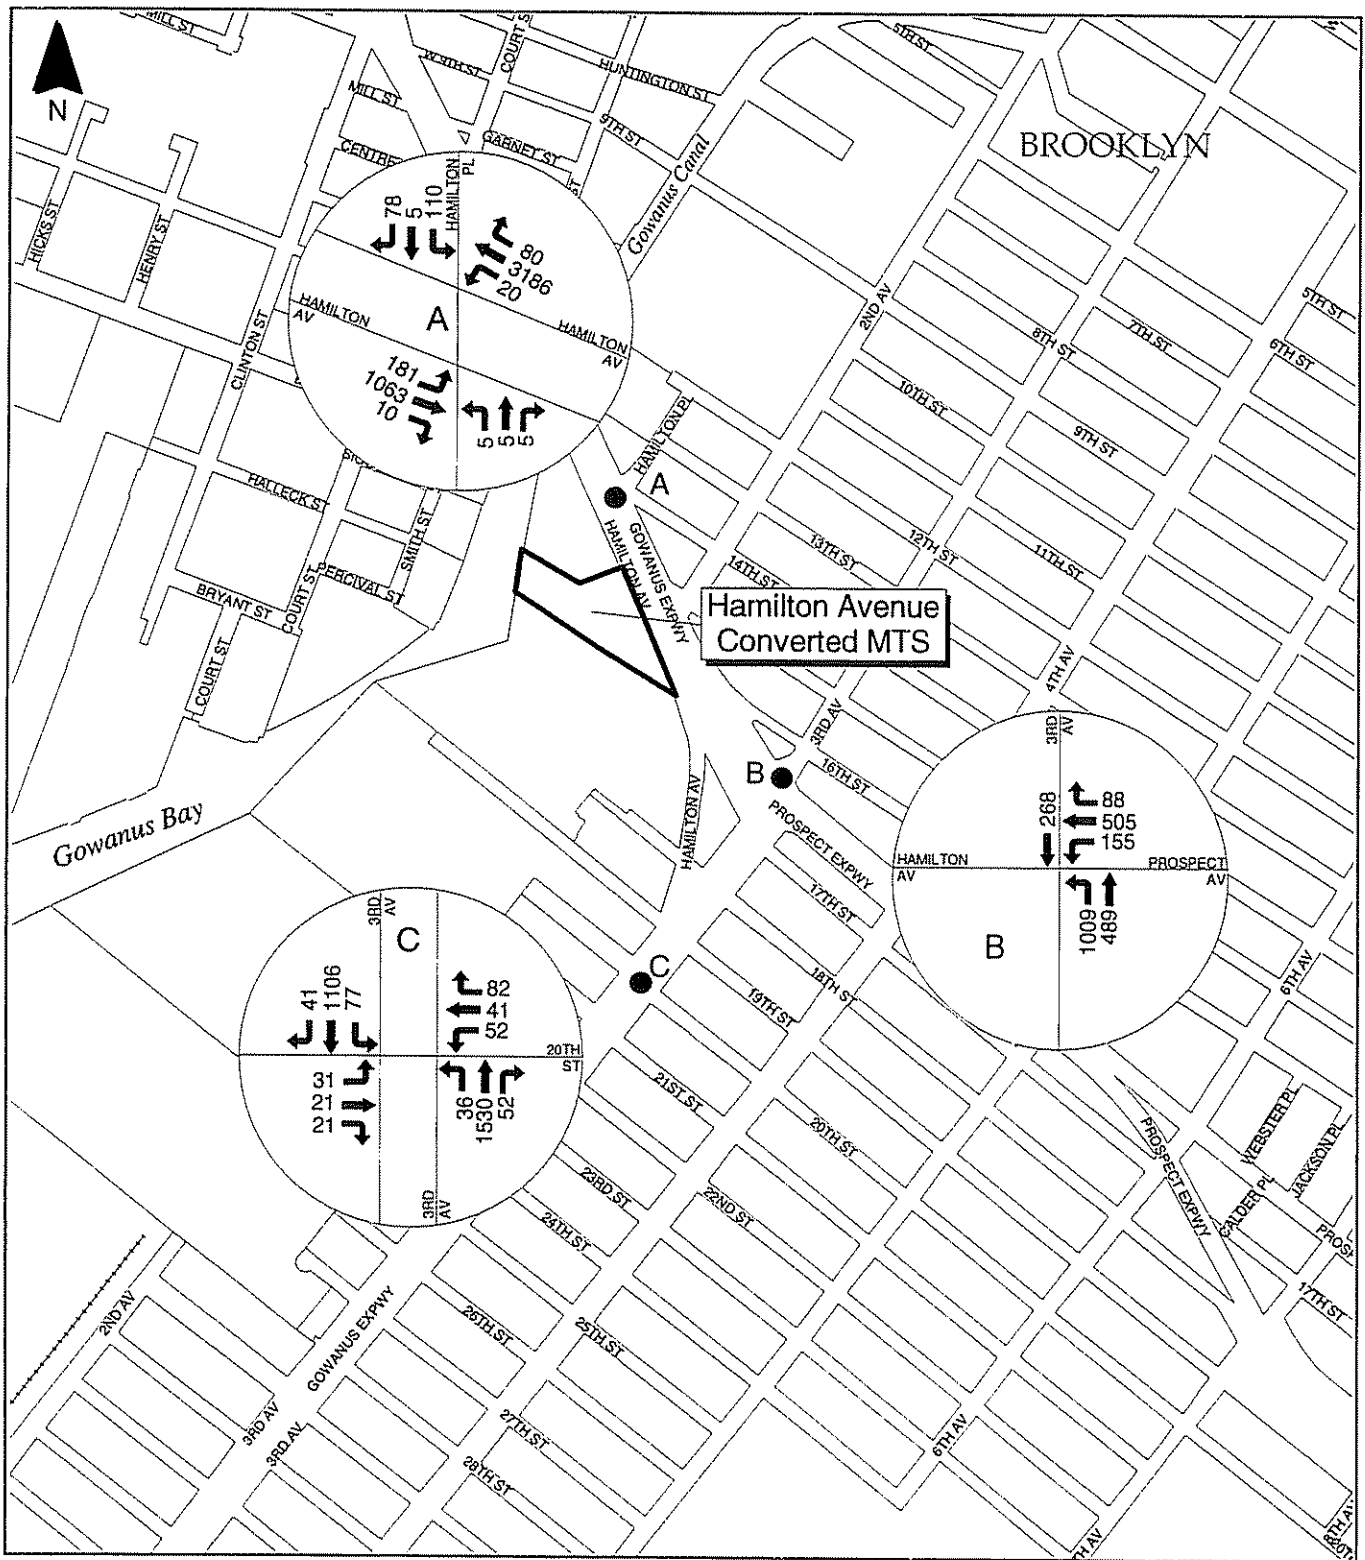 MILL ST
COURT S
5TH ST
W 9TH ST
HUNTINGTON ST
N
MILL ST
9TH ST
BROOKLYN
CENTRE
GARNET ST
Gowanus Canal
HICKS ST
HENRY ST
CLINTON ST
78
5
110
HAMILTON
PL
80
3186
20
HAMILTON
AV
A
HAMILTON
AV
181
1063
10
5
5
5
2ND AV
5TH ST
6TH ST
7TH ST
8TH ST
9TH ST
10TH ST
HAMILTON PL
A
HALLECK ST
SMITH ST
PERCIVAL ST
BRYANT ST
COURT ST
COURT ST
HAMILTON AV
GOWANUS EXPWY
11TH ST
12TH ST
13TH ST
14TH ST
Hamilton Avenue
Converted MTS
4TH AV
3RD AV
B
16TH ST
PROSPECT EXPWY
HAMILTON AV
Gowanus Bay
17TH ST
3RD
AV
268
88
505
155
HAMILTON
AV
PROSPECT
AV
1009
489
B
6TH AV
3RD
AV
C
41
1106
77
82
41
52
20TH
ST
31
21
21
36
1530
52
3RD
AV
C
18TH ST
19TH ST
21ST ST
20TH ST
23RD ST
22ND ST
24TH ST
WEBSTER PL
JACKSON PL
PROSPECT EXPWY
CALDER PL
PROSP
17TH ST
2ND AV
GOWANUS EXPWY
26TH ST
25TH ST
3RD AV
3RD AV
27TH ST
28TH ST
6TH AV
TH AV
8TH AV
20T